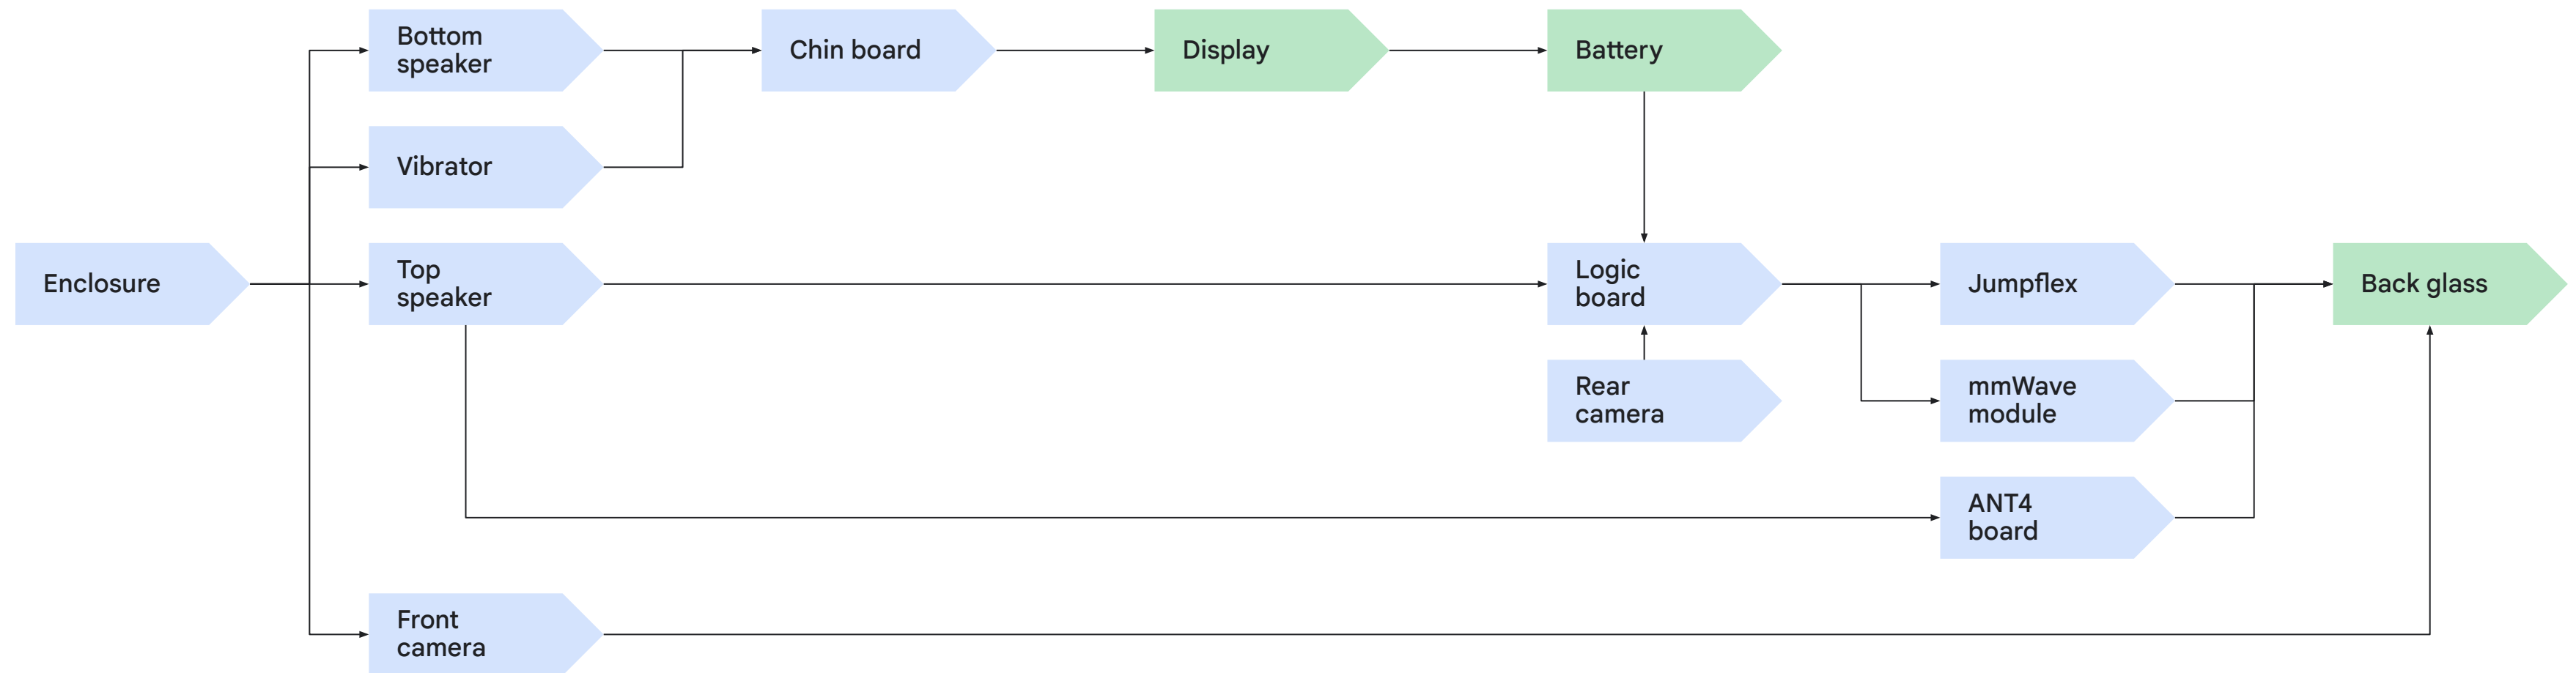 Bottom
speaker
Chin board
Display
Battery
Vibrator
Enclosure
Top
speaker
Logic
board
Jumpflex
Back glass
Rear
camera
mmWave
module
ANT4
board
Front
camera